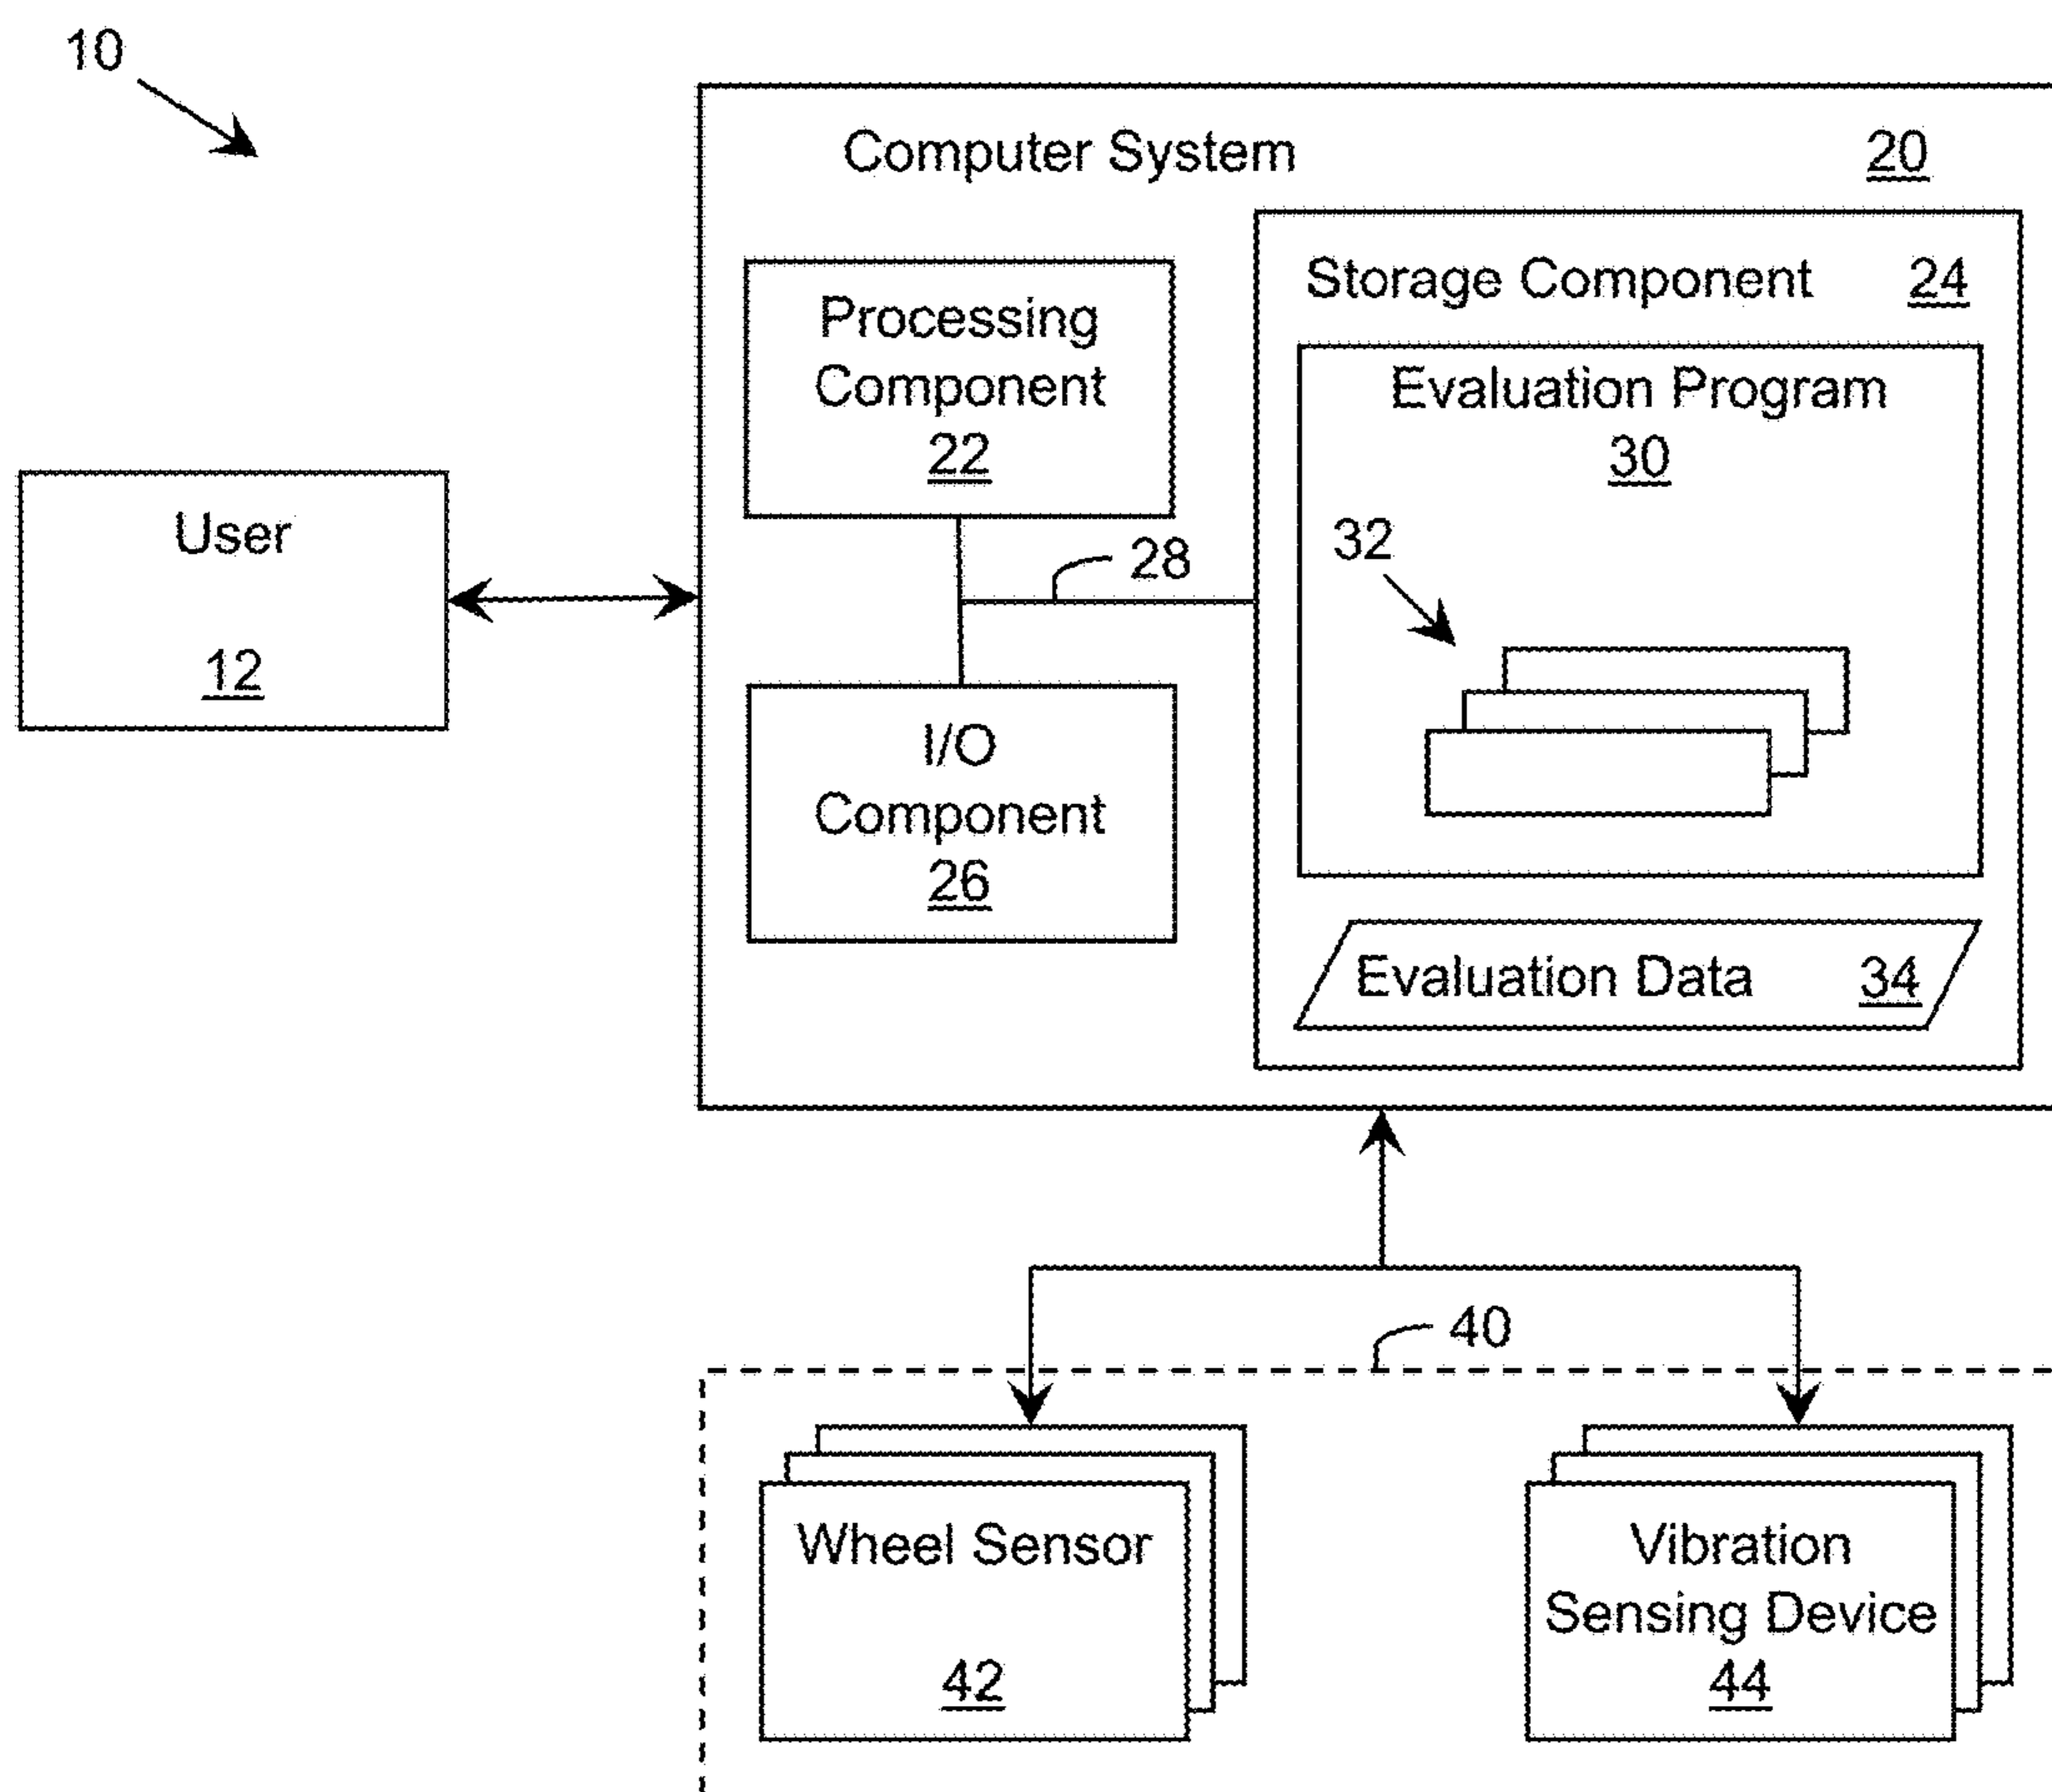 10
Computer System 20
Processing
Component
22
Storage Component 24
Evaluation Program
30
32
28
User
12
I/O
Component
26
Evaluation Data 34
40
Wheel Sensor
42
Vibration
Sensing Device
44